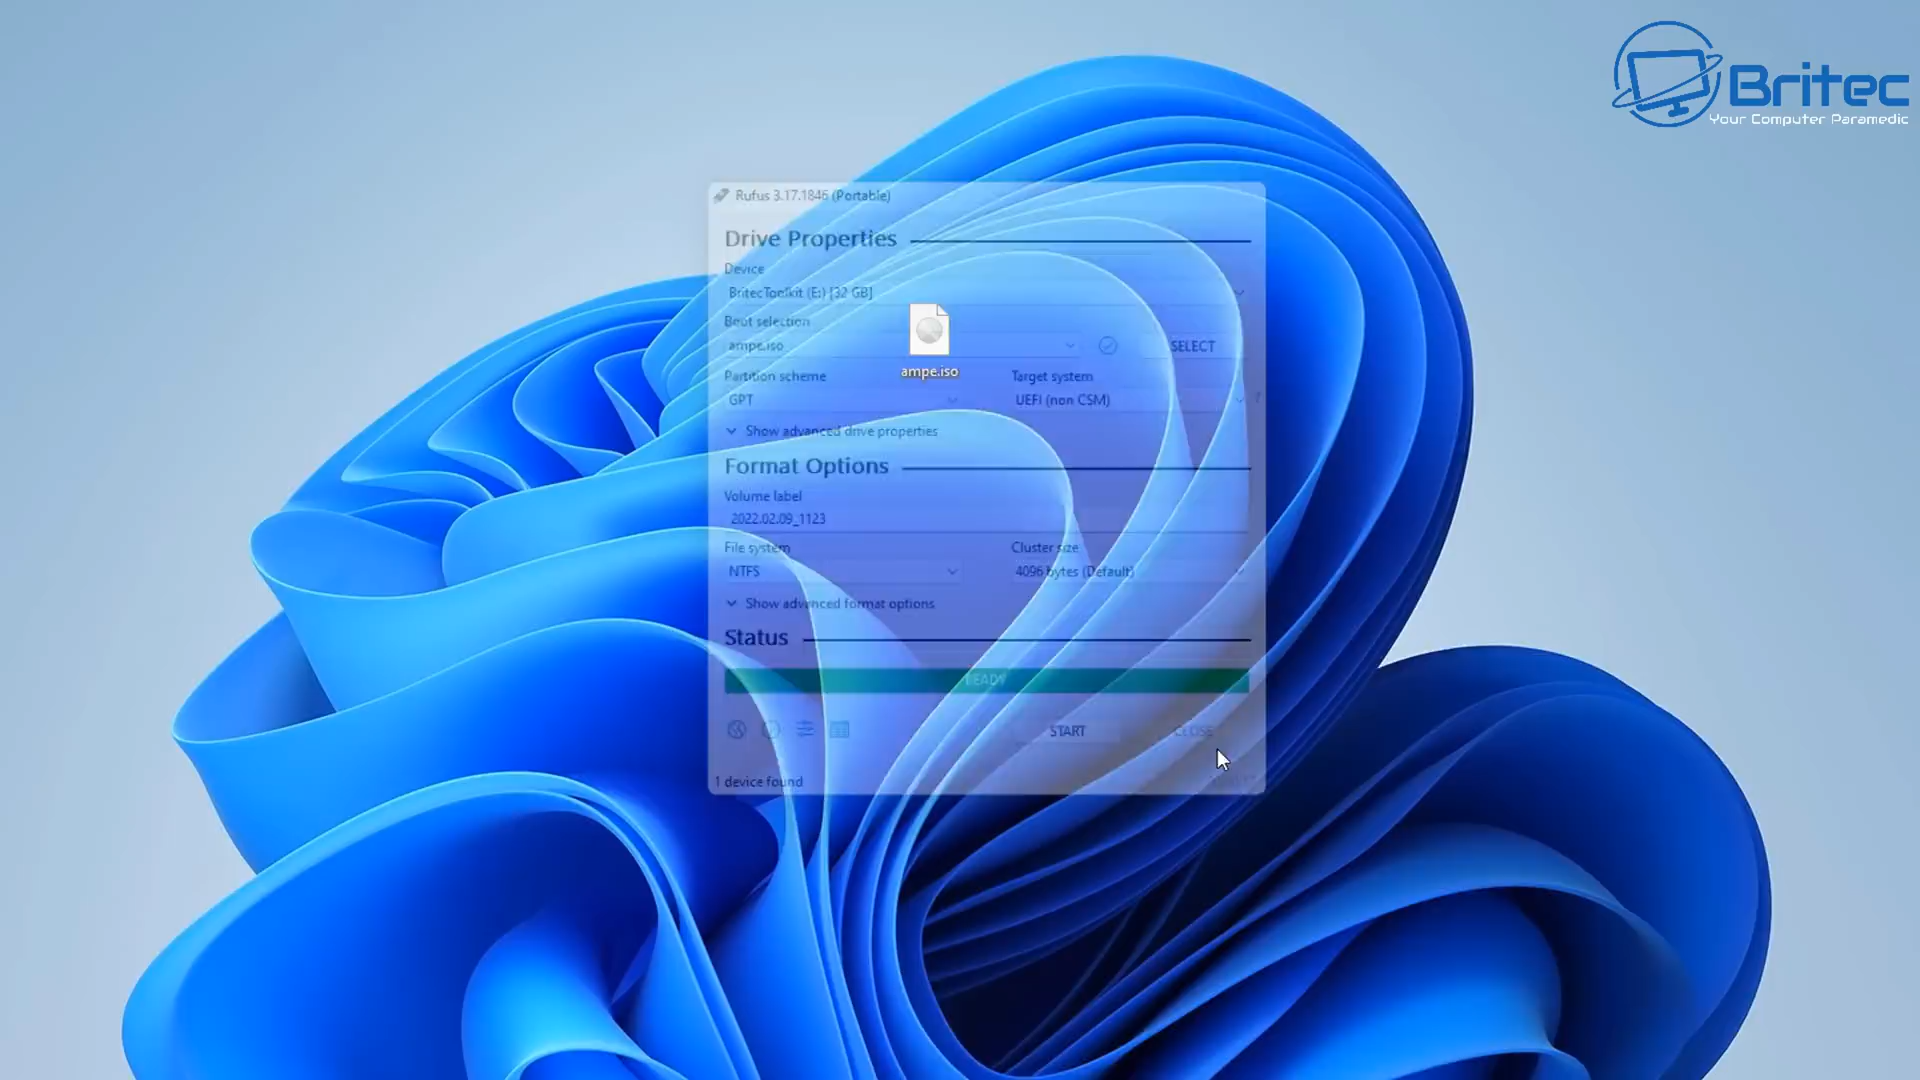 Britec
Your Computer Paramedic
Rufus 3.17.1846 (Portable)
Drive Properties
Device
BritecToolkit (E:) [32 GB]
Boot selection
ampe.iso
SELECT
ampe.iso
Partition scheme
Target system
GPT
UEFI (non CSM)
?
Show advanced drive properties
Format Options
Volume label
2022.02.09_1123
File system
Cluster size
NTFS
4096 bytes (Default)
Show advanced format options
Status
READY
START
CLOSE
1 device found